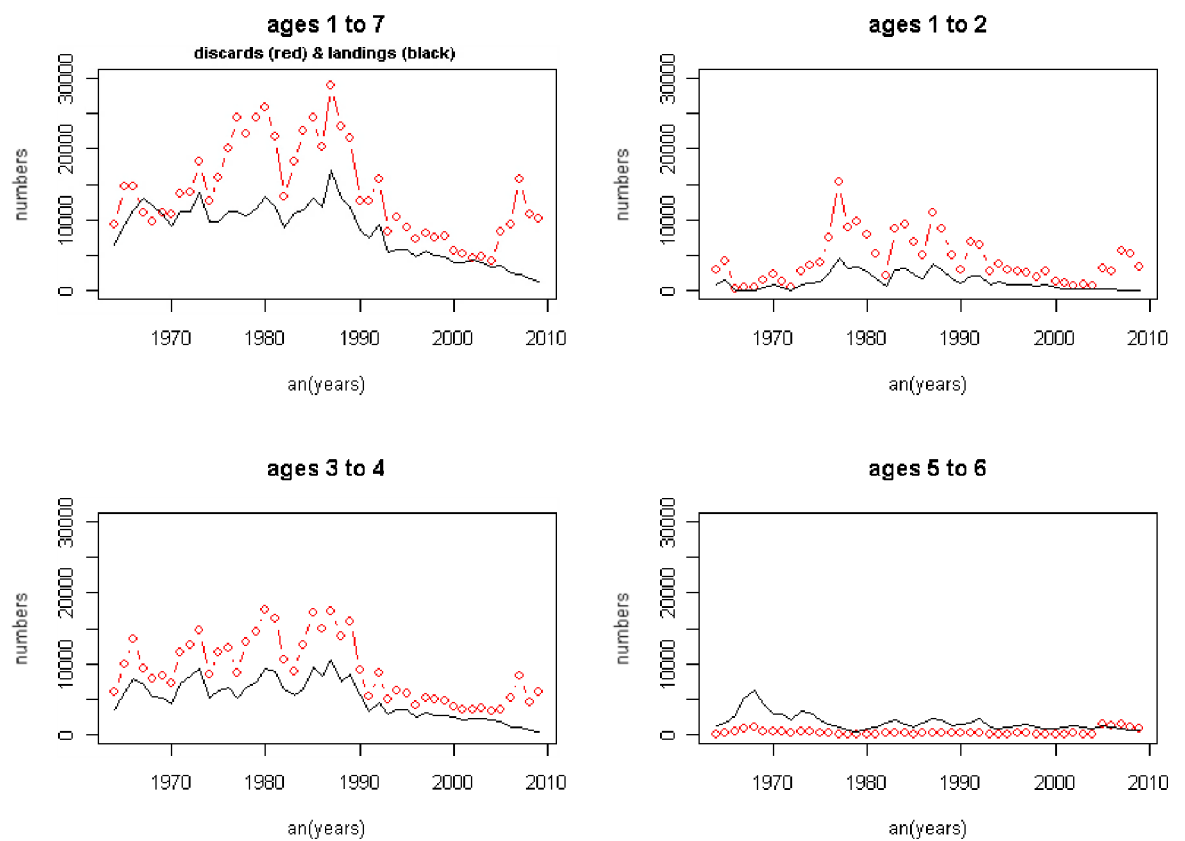 ages 1 to 7
discards (red) & landings (black)
numbers
30000
20000
10000
0
1970 1980 1990 2000 2010
an(years)
ages 1 to 2
numbers
30000
20000
10000
0
1970 1980 1990 2000 2010
an(years)
ages 3 to 4
numbers
30000
20000
10000
0
1970 1980 1990 2000 2010
an(years)
ages 5 to 6
numbers
30000
20000
10000
0
1970 1980 1990 2000 2010
an(years)